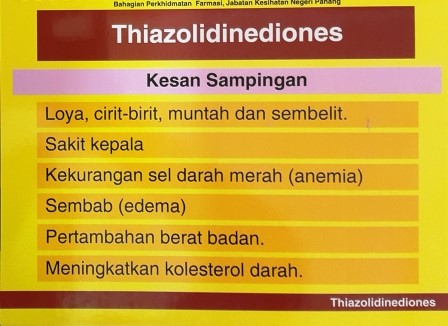 Bahagian Perkhidmatan Farmasi, Jabatan Kesihatan Negeri Pahang
Thiazolidinediones
Kesan Sampingan
Loya, cirit-birit, muntah dan sembelit.
Sakit kepala
Kekurangan sel darah merah (anemia)
Sembab (edema)
Pertambahan berat badan.
Meningkatkan kolesterol darah.
Thiazolidinediones